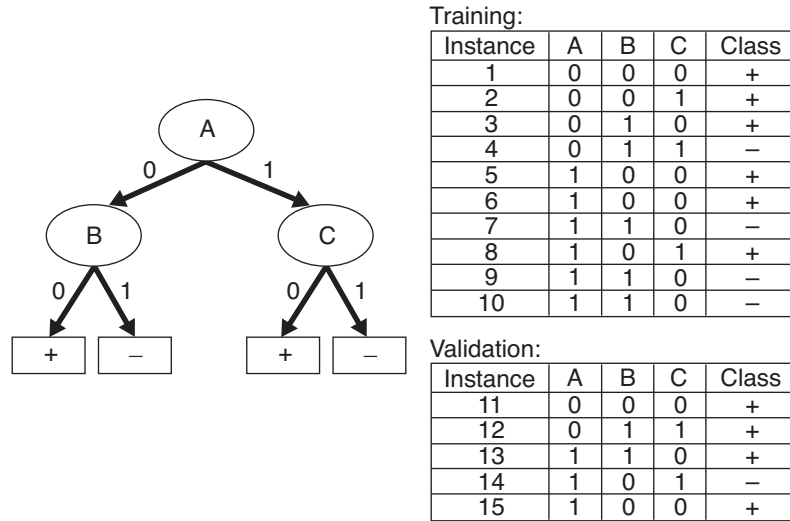 A
0 1
B C
0 1 0 1
+ – + –
Training:
Instance A B C Class
1 0 0 0 +
2 0 0 1 +
3 0 1 0 +
4 0 1 1 –
5 1 0 0 +
6 1 0 0 +
7 1 1 0 –
8 1 0 1 +
9 1 1 0 –
10 1 1 0 –
Validation:
Instance A B C Class
11 0 0 0 +
12 0 1 1 +
13 1 1 0 +
14 1 0 1 –
15 1 0 0 +